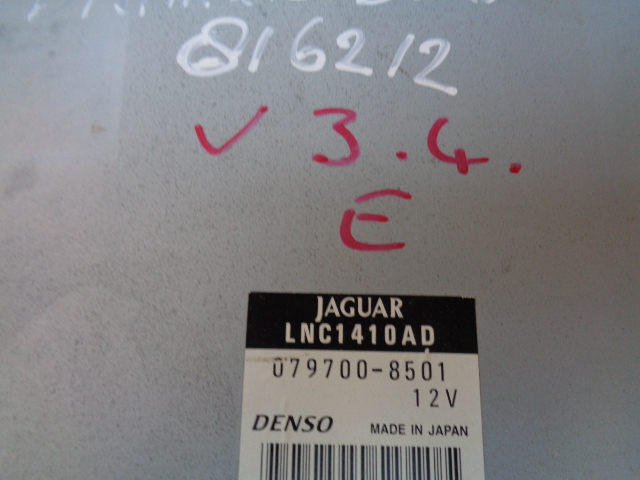 816212
✓ 3.4.
E
JAGUAR
LNC1410AD
079700-8501
12V
DENSO MADE IN JAPAN